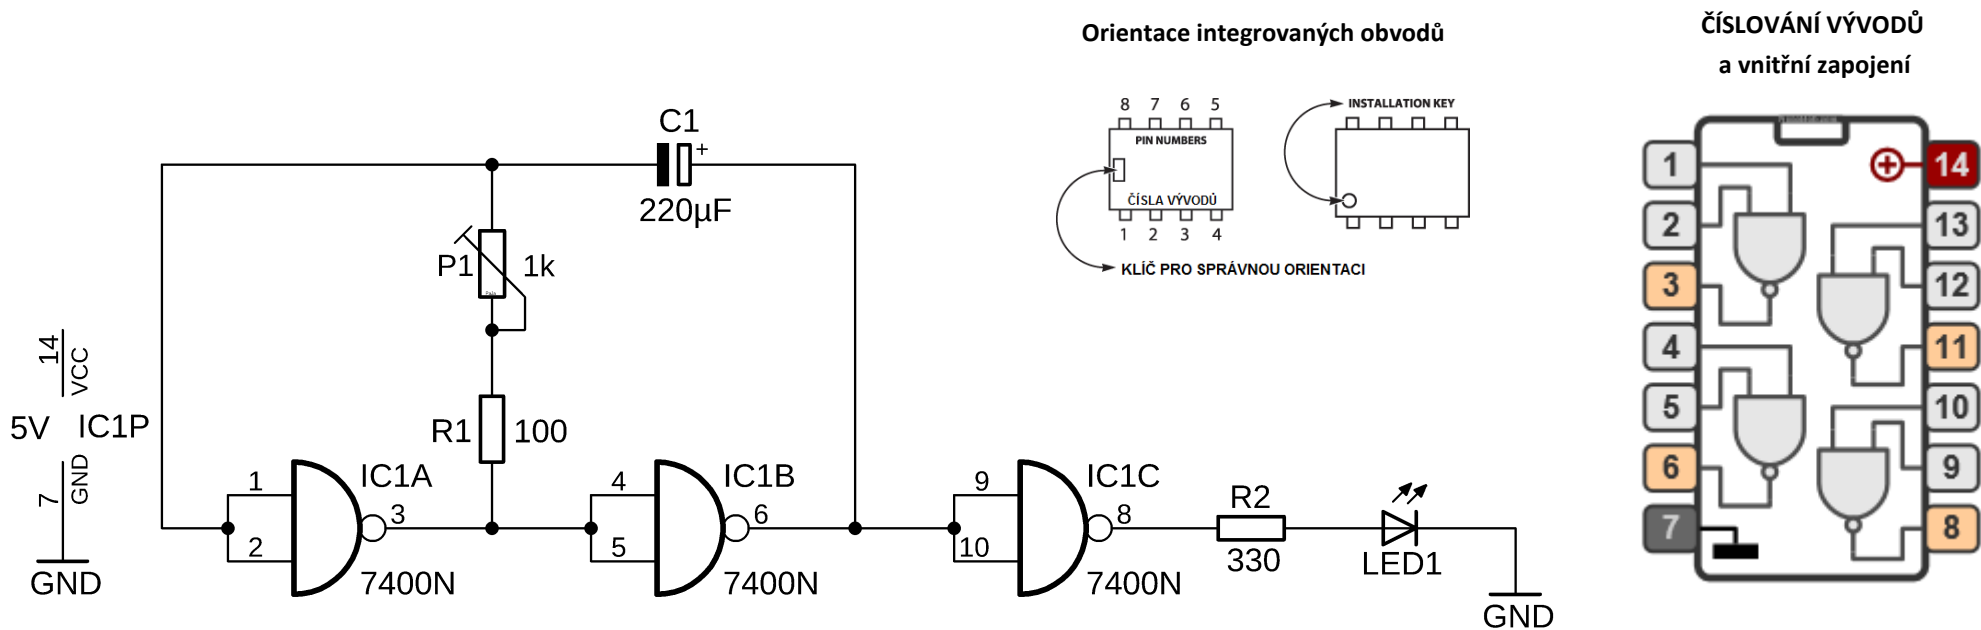 Orientace integrovaných obvodů
ČÍSLOVÁNÍ VÝVODŮ
a vnitřní zapojení
8 7 6 5
PIN NUMBERS
ČÍSLA VÝVODŮ
1 2 3 4
INSTALLATION KEY
KLÍČ PRO SPRÁVNOU ORIENTACI
C1
+
220µF
P1
1k
R1
100
14
VCC
5V
IC1P
7
GND
GND
1
2
IC1A
3
7400N
4
5
IC1B
6
7400N
9
10
IC1C
8
7400N
R2
330
LED1
GND
1
2
3
4
5
6
7
14
13
12
11
10
9
8